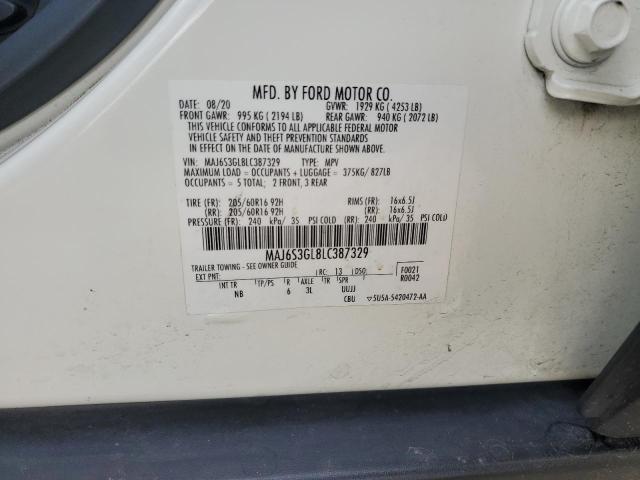 MFD. BY FORD MOTOR CO.
DATE: 08/20 GVWR: 1929 KG ( 4253 LB)
FRONT GAWR: 995 KG ( 2194 LB) REAR GAWR: 940 KG ( 2072 LB)
THIS VEHICLE CONFORMS TO ALL APPLICABLE FEDERAL MOTOR
VEHICLE SAFETY AND THEFT PREVENTION STANDARDS
IN EFFECT ON THE DATE OF MANUFACTURE SHOWN ABOVE.
VIN: MAJ6S3GL8LC387329 TYPE: MPV
MAXIMUM LOAD = OCCUPANTS + LUGGAGE = 375KG/ 827LB
OCCUPANTS = 5 TOTAL; 2 FRONT, 3 REAR
TIRE (FR): 205/60R16 92H RIMS (FR): 16x6.5J
(RR): 205/60R16 92H (RR): 16x6.5J
PRESSURE (FR): 240 kPa/ 35 PSI COLD (RR): 240 kPa/ 35 PSI COLD
MAJ6S3GL8LC387329
TRAILER TOWING - SEE OWNER GUIDE
EXT PNT: RC: 13 DSO: F0021
R0042
INT TR TP/PS R AXLE TR SPR
NB 6 3L UUJJ
CBU ▽5U5A-5420472-AA